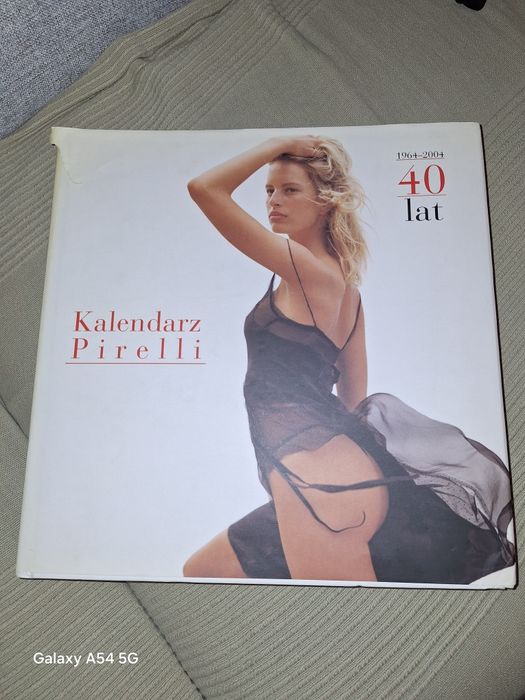 1964–2004
40
lat
Kalendarz
Pirelli
Galaxy A54 5G